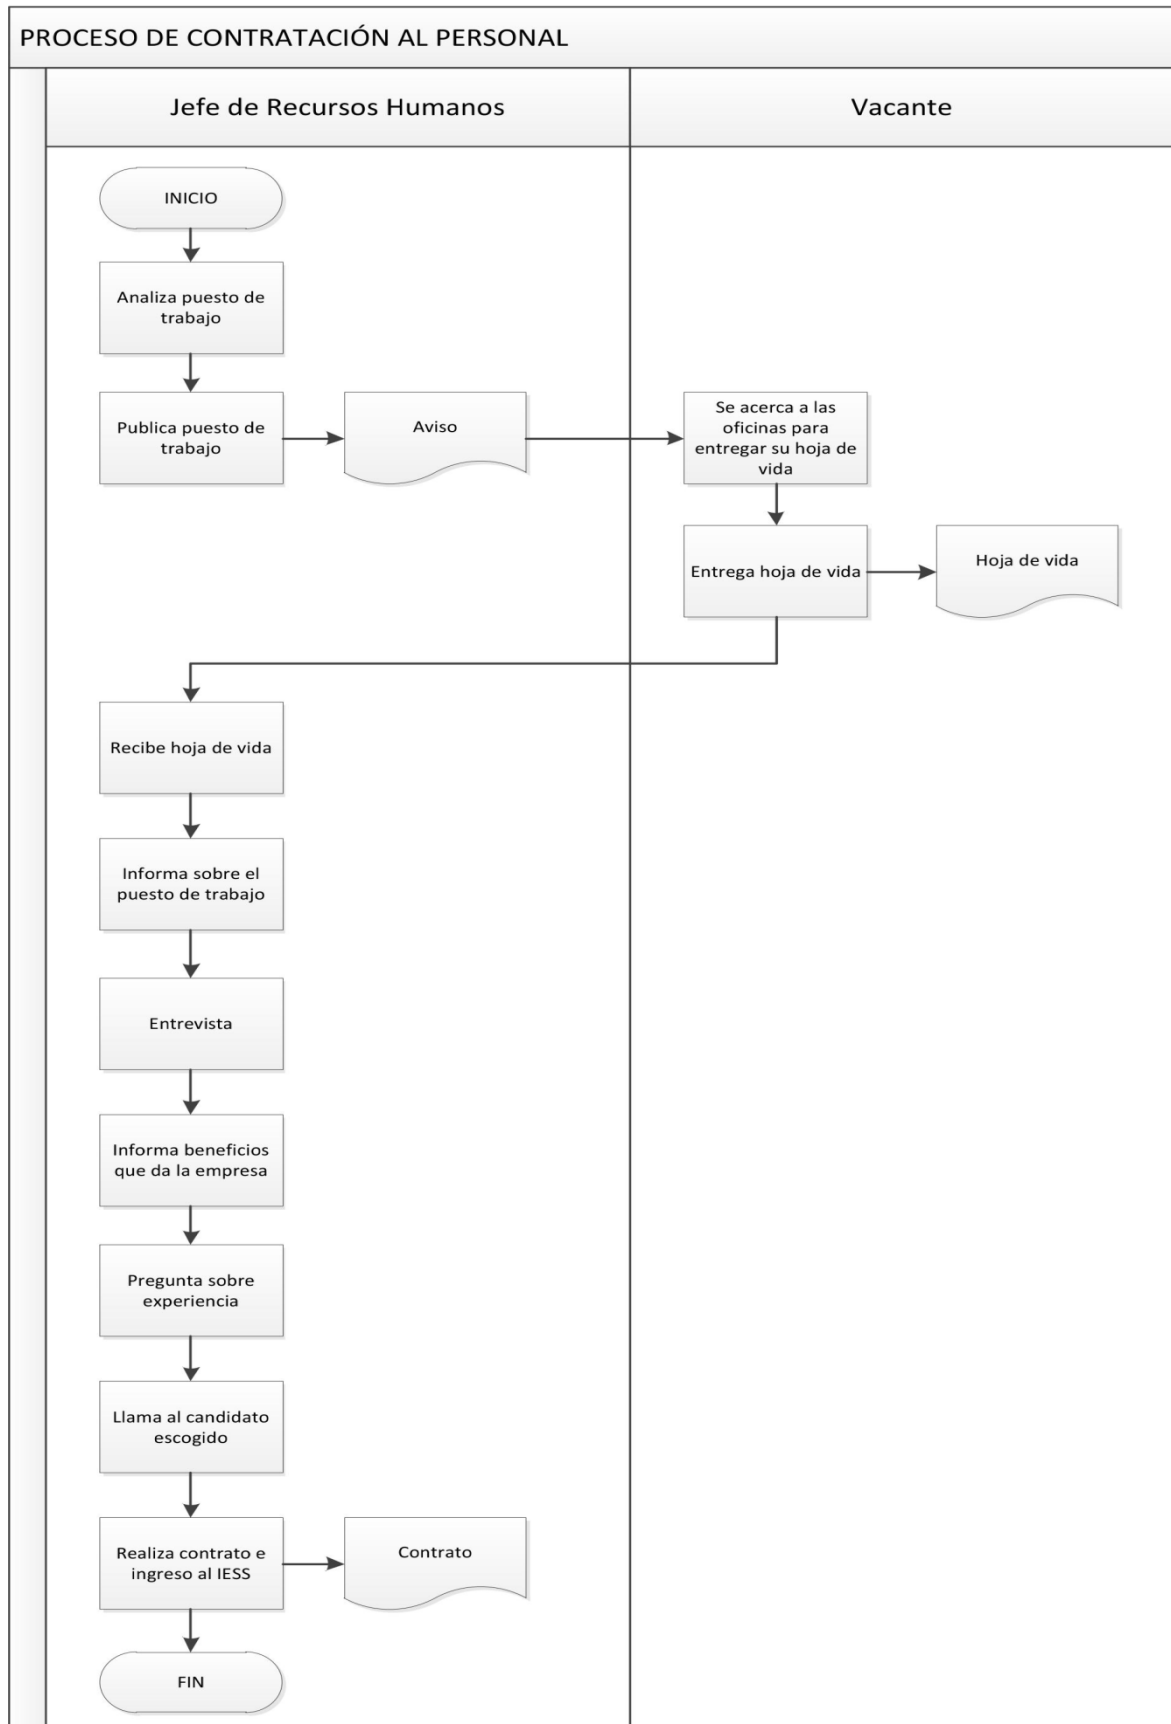 PROCESO DE CONTRATACIÓN AL PERSONAL
Jefe de Recursos Humanos
Vacante
INICIO
Analiza puesto de
trabajo
Publica puesto de
trabajo
Aviso
Se acerca a las
oficinas para
entregar su hoja de
vida
Entrega hoja de vida
Hoja de vida
Recibe hoja de vida
Informa sobre el
puesto de trabajo
Entrevista
Informa beneficios
que da la empresa
Pregunta sobre
experiencia
Llama al candidato
escogido
Realiza contrato e
ingreso al IESS
Contrato
FIN